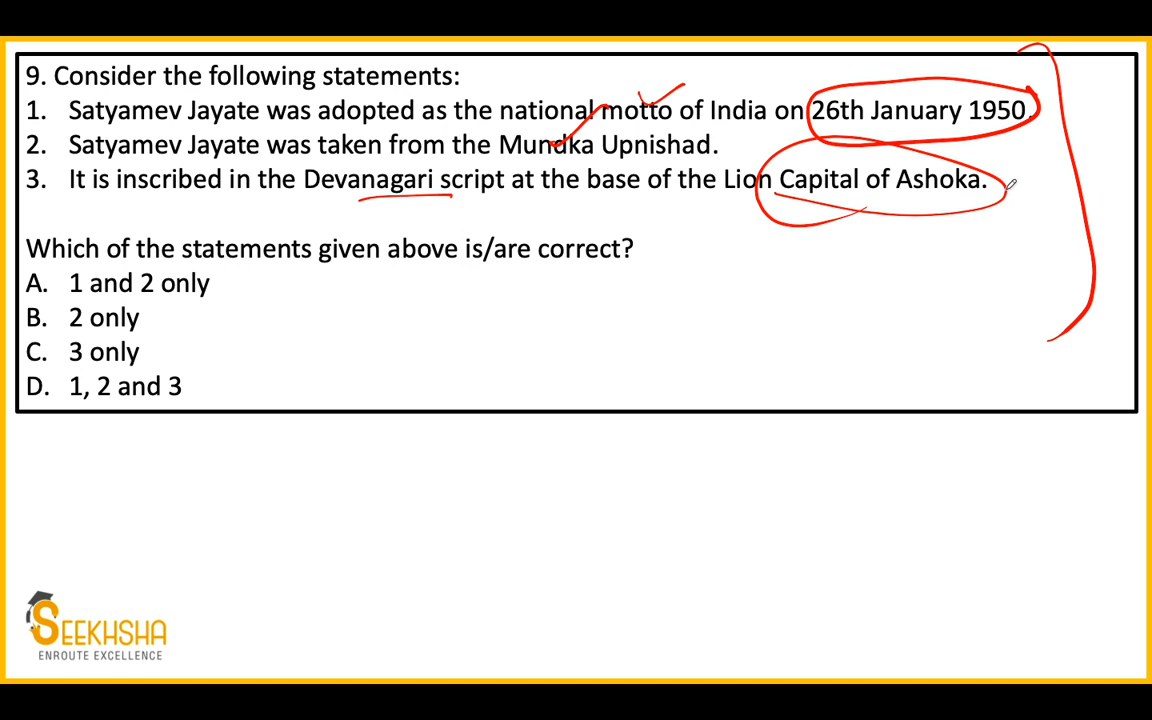 9. Consider the following statements:
1. Satyamev Jayate was adopted as the national motto of India on 26th January 1950.
2. Satyamev Jayate was taken from the Mundka Upnishad.
3. It is inscribed in the Devanagari script at the base of the Lion Capital of Ashoka.
Which of the statements given above is/are correct?
A. 1 and 2 only
B. 2 only
C. 3 only
D. 1, 2 and 3
SEEKHSHA
ENROUTE EXCELLENCE